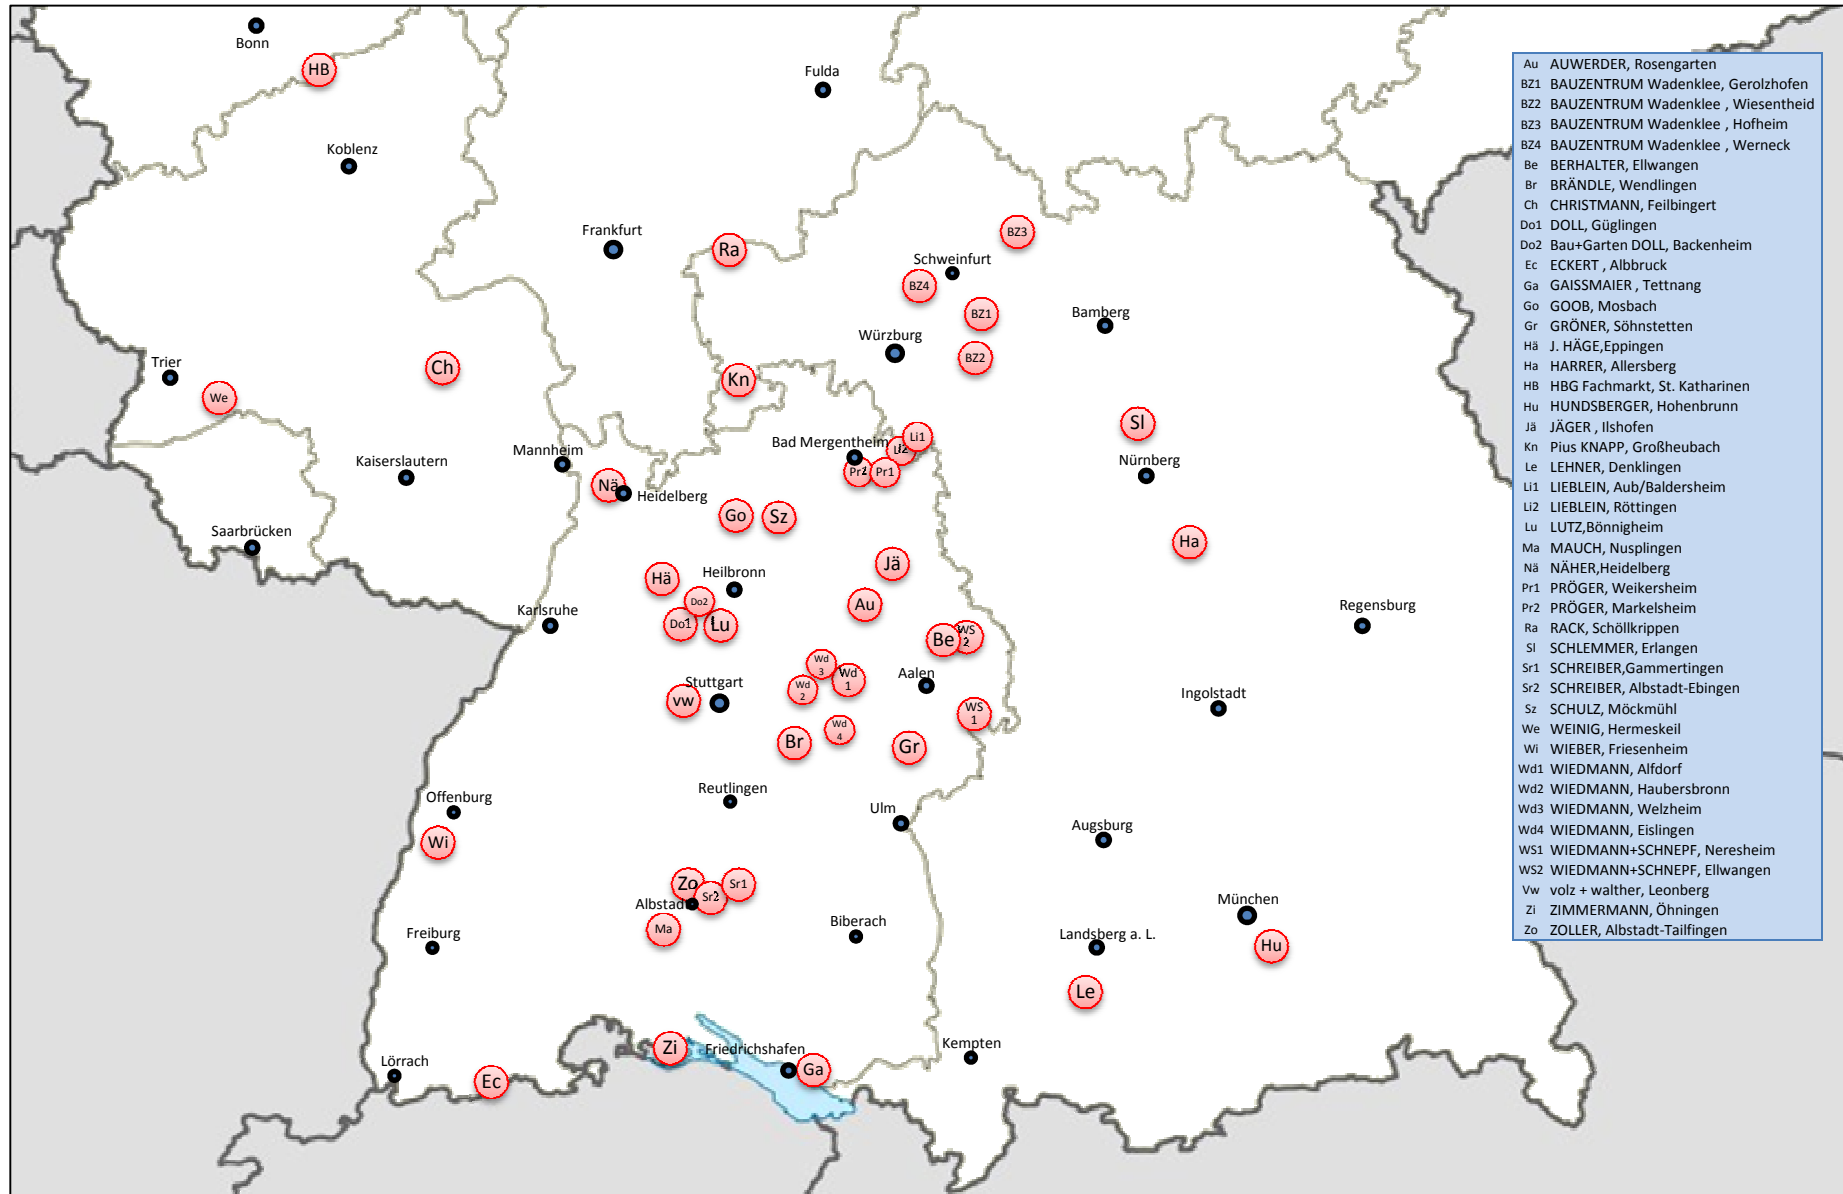 Bonn
HB
Fulda
Koblenz
Frankfurt
Ra
BZ3
Schweinfurt
BZ4
BZ1
Bamberg
Würzburg
BZ2
Trier
We
Ch
Kn
Sl
Li1
Li2
Bad Mergentheim
Pr2
Pr1
Mannheim
Kaiserslautern
Nürnberg
Nä
Heidelberg
Go
Sz
Saarbrücken
Ha
Jä
Hä
Heilbronn
Do2
Au
Karlsruhe
Do1
Lu
Regensburg
Be
WS
2
Wd
3
Wd
1
Aalen
Wd
2
Stuttgart
vw
Ingolstadt
WS
1
Wd
4
Br
Gr
Reutlingen
Offenburg
Ulm
Augsburg
Wi
Zo
Sr2
Sr1
Albstadt
Biberach
München
Ma
Freiburg
Landsberg a. L.
Hu
Le
Zi
Friedrichshafen
Ga
Kempten
Lörrach
Ec
Au AUWERDER, Rosengarten
BZ1 BAUZENTRUM Wadenklee, Gerolzhofen
BZ2 BAUZENTRUM Wadenklee , Wiesentheid
BZ3 BAUZENTRUM Wadenklee , Hofheim
BZ4 BAUZENTRUM Wadenklee , Werneck
Be BERHALTER, Ellwangen
Br BRÄNDLE, Wendlingen
Ch CHRISTMANN, Feilbingert
Do1 DOLL, Güglingen
Do2 Bau+Garten DOLL, Backenheim
Ec ECKERT , Albbruck
Ga GAISSMAIER , Tettnang
Go GOOB, Mosbach
Gr GRÖNER, Söhnstetten
Hä J. HÄGE,Eppingen
Ha HARRER, Allersberg
HB HBG Fachmarkt, St. Katharinen
Hu HUNDSBERGER, Hohenbrunn
Jä JÄGER , Ilshofen
Kn Pius KNAPP, Großheubach
Le LEHNER, Denklingen
Li1 LIEBLEIN, Aub/Baldersheim
Li2 LIEBLEIN, Röttingen
Lu LUTZ,Bönnigheim
Ma MAUCH, Nusplingen
Nä NÄHER,Heidelberg
Pr1 PRÖGER, Weikersheim
Pr2 PRÖGER, Markelsheim
Ra RACK, Schöllkrippen
Sl SCHLEMMER, Erlangen
Sr1 SCHREIBER,Gammertingen
Sr2 SCHREIBER, Albstadt-Ebingen
Sz SCHULZ, Möckmühl
We WEINIG, Hermeskeil
Wi WIEBER, Friesenheim
Wd1 WIEDMANN, Alfdorf
Wd2 WIEDMANN, Haubersbronn
Wd3 WIEDMANN, Welzheim
Wd4 WIEDMANN, Eislingen
WS1 WIEDMANN+SCHNEPF, Neresheim
WS2 WIEDMANN+SCHNEPF, Ellwangen
Vw volz + walther, Leonberg
Zi ZIMMERMANN, Öhningen
Zo ZOLLER, Albstadt-Tailfingen